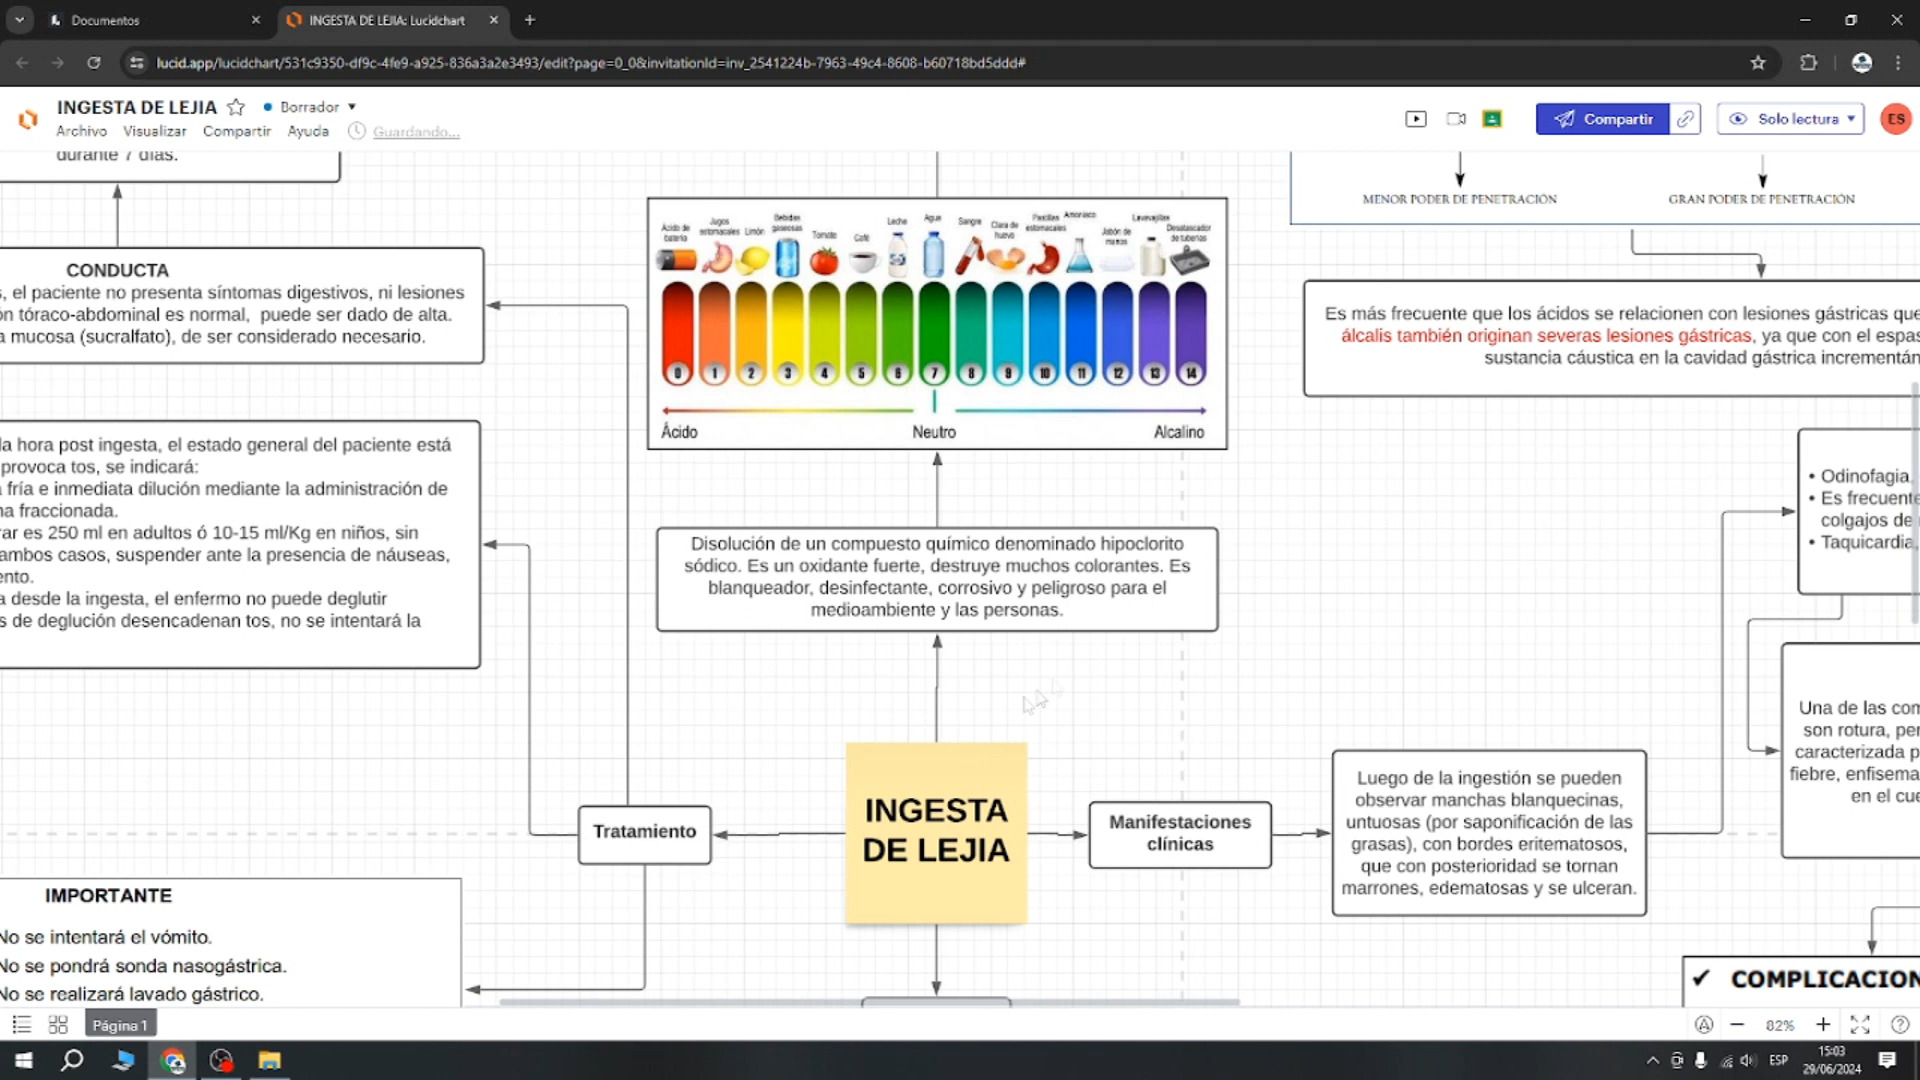 Documentos
INGESTA DE LEJIA: Lucidchart
lucid.app/lucidchart/531c9350-df9c-4fe9-a925-836a3a2e3493/edit?page=0_0&invitationId=inv_2541224b-7963-49c4-8608-b60718bd5ddd#
INGESTA DE LEJIA
Borrador
Archivo Visualizar Compartir Ayuda Guardando...
Compartir
Solo lectura
ES
durante 7 días.
CONDUCTA
s, el paciente no presenta síntomas digestivos, ni lesiones
ón tóraco-abdominal es normal, puede ser dado de alta.
a mucosa (sucralfato), de ser considerado necesario.
la hora post ingesta, el estado general del paciente está
provoca tos, se indicará:
a fría e inmediata dilución mediante la administración de
na fraccionada.
rar es 250 ml en adultos ó 10-15 ml/Kg en niños, sin
ambos casos, suspender ante la presencia de náuseas,
ento.
a desde la ingesta, el enfermo no puede deglutir
s de deglución desencadenan tos, no se intentará la
IMPORTANTE
No se intentará el vómito.
No se pondrá sonda nasogástrica.
No se realizará lavado gástrico.
Ácido de batería
Jugos estomacales
Limón
Bebidas gaseosas
Tomate
Café
Leche
Agua
Sangre
Clara de huevo
Pastillas estomacales
Amoniaco
Jabón de manos
Lavavajillas
Desatascador de tuberías
0 1 2 3 4 5 6 7 8 9 10 11 12 13 14
Ácido Neutro Alcalino
Disolución de un compuesto químico denominado hipoclorito
sódico. Es un oxidante fuerte, destruye muchos colorantes. Es
blanqueador, desinfectante, corrosivo y peligroso para el
medioambiente y las personas.
Tratamiento
INGESTA
DE LEJIA
Manifestaciones
clínicas
Luego de la ingestión se pueden
observar manchas blanquecinas,
untuosas (por saponificación de las
grasas), con bordes eritematosos,
que con posterioridad se tornan
marrones, edematosas y se ulceran.
MENOR PODER DE PENETRACIÓN
GRAN PODER DE PENETRACIÓN
Es más frecuente que los ácidos se relacionen con lesiones gástricas que
álcalis también originan severas lesiones gástricas, ya que con el espas
sustancia cáustica en la cavidad gástrica incrementán
• Odinofagia,
• Es frecuente
colgajos de
• Taquicardia,
Una de las com
son rotura, per
caracterizada p
fiebre, enfisema
en el cue
✓ COMPLICACION
Página 1
82%
ESP
15:03
29/06/2024